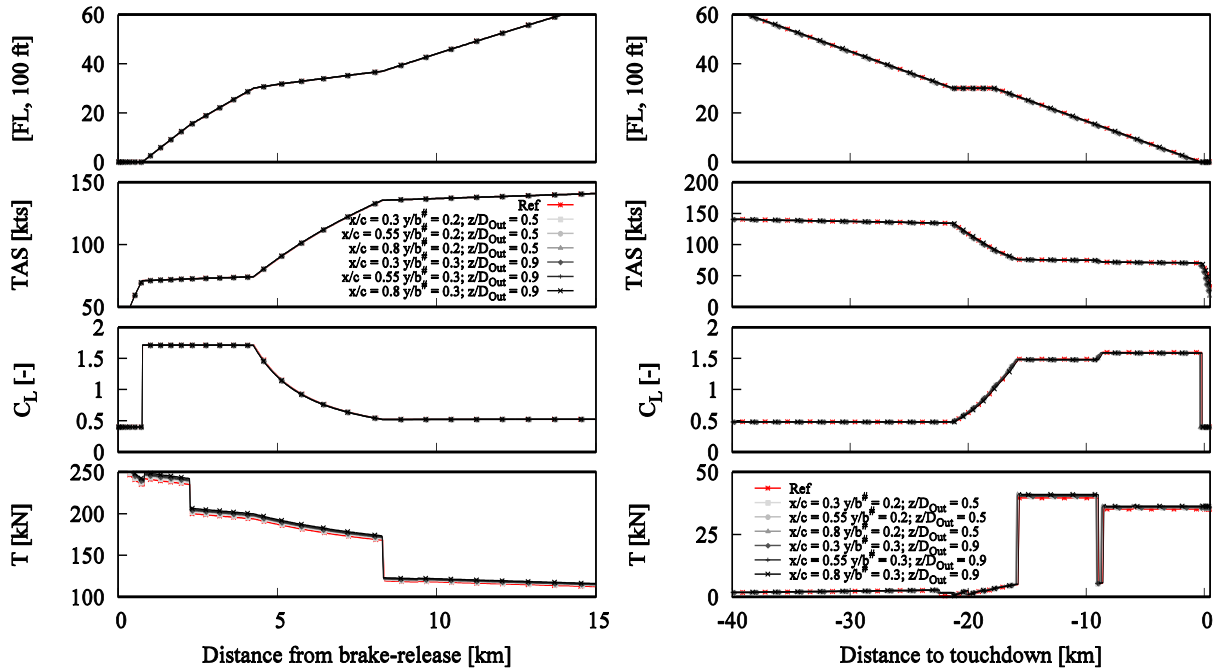 60
40
20
0
[FL, 100 ft]
150
100
50
TAS [kts]
Ref
x/c = 0.3 y/b# = 0.2; z/DOut = 0.5
x/c = 0.55 y/b# = 0.2; z/DOut = 0.5
x/c = 0.8 y/b# = 0.2; z/DOut = 0.5
x/c = 0.3 y/b# = 0.3; z/DOut = 0.9
x/c = 0.55 y/b# = 0.3; z/DOut = 0.9
x/c = 0.8 y/b# = 0.3; z/DOut = 0.9
2
1.5
1
0.5
0
CL [-]
250
200
150
100
T [kN]
0 5 10 15
Distance from brake-release [km]
60
40
20
0
[FL, 100 ft]
200
150
100
50
0
TAS [kts]
2
1.5
1
0.5
0
CL [-]
50
25
0
T [kN]
Ref
x/c = 0.3 y/b# = 0.2; z/DOut = 0.5
x/c = 0.55 y/b# = 0.2; z/DOut = 0.5
x/c = 0.8 y/b# = 0.2; z/DOut = 0.5
x/c = 0.3 y/b# = 0.3; z/DOut = 0.9
x/c = 0.55 y/b# = 0.3; z/DOut = 0.9
x/c = 0.8 y/b# = 0.3; z/DOut = 0.9
-40 -30 -20 -10 0
Distance to touchdown [km]